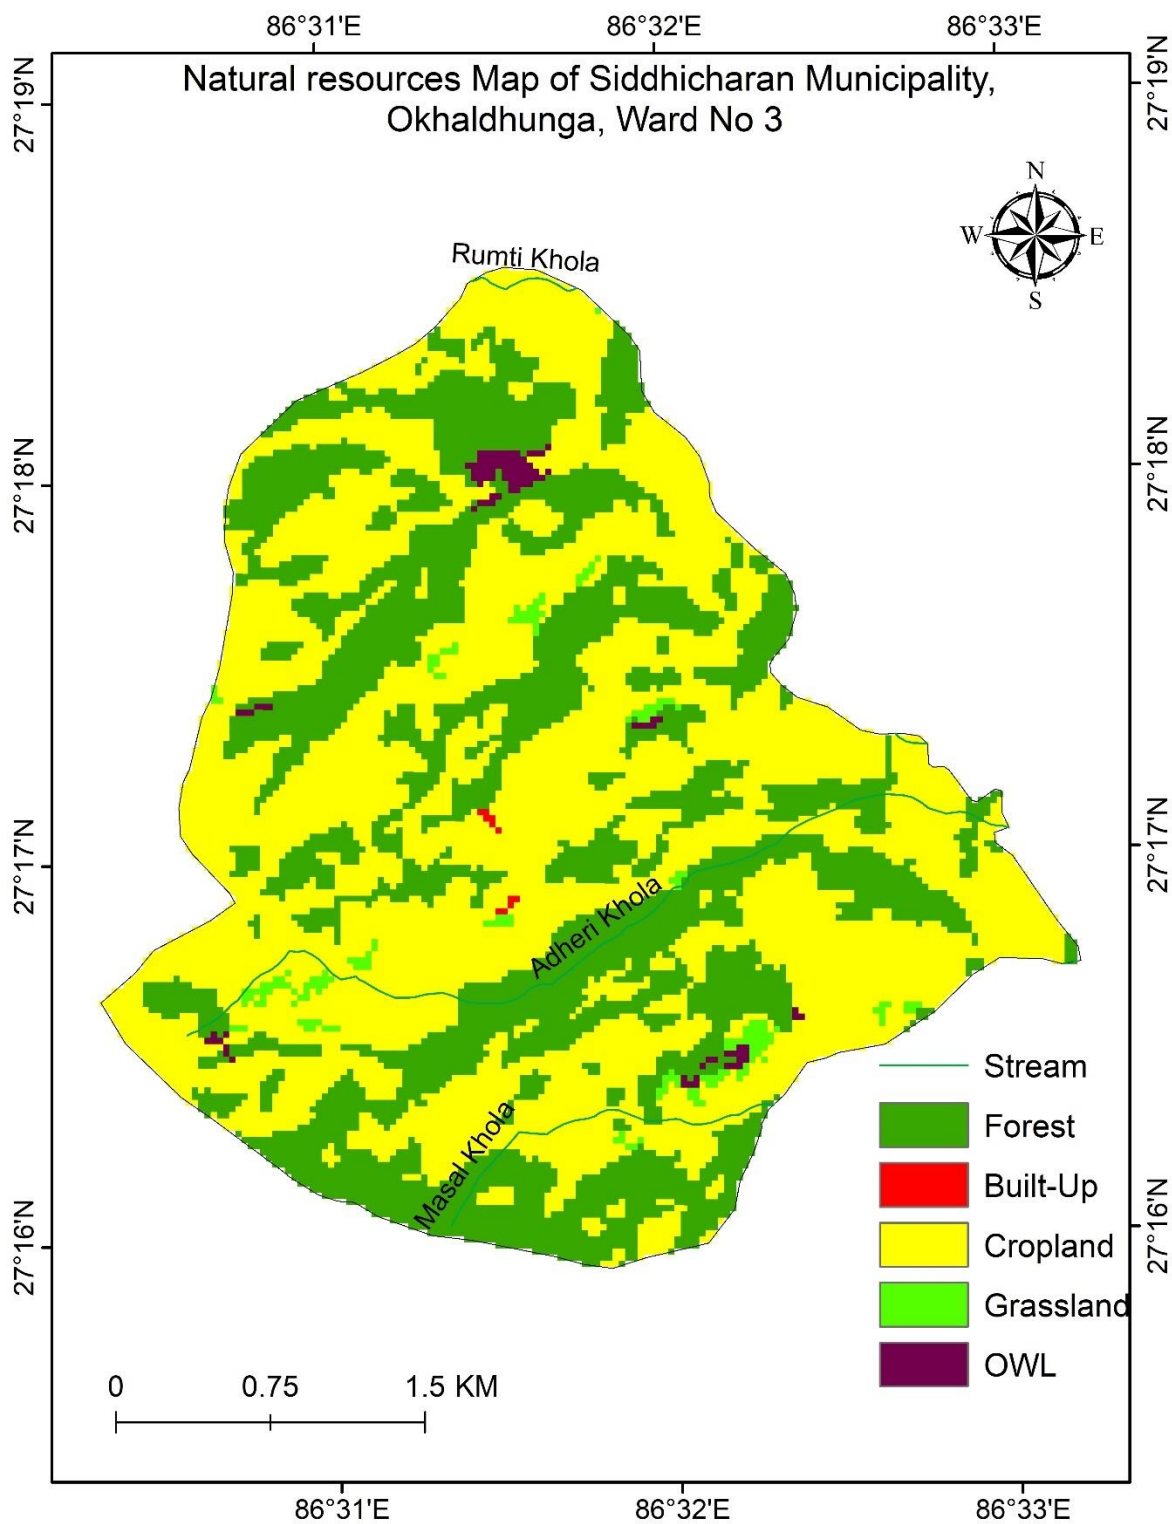 86°31'E 86°32'E 86°33'E
Natural resources Map of Siddhicharan Municipality,
Okhaldhunga, Ward No 3
27°19'N
27°19'N
N
W E
S
Rumti Khola
27°18'N
27°18'N
27°17'N
27°17'N
Adheri Khola
Masal Khola
27°16'N
27°16'N
Stream
Forest
Built-Up
Cropland
Grassland
OWL
0 0.75 1.5 KM
86°31'E 86°32'E 86°33'E